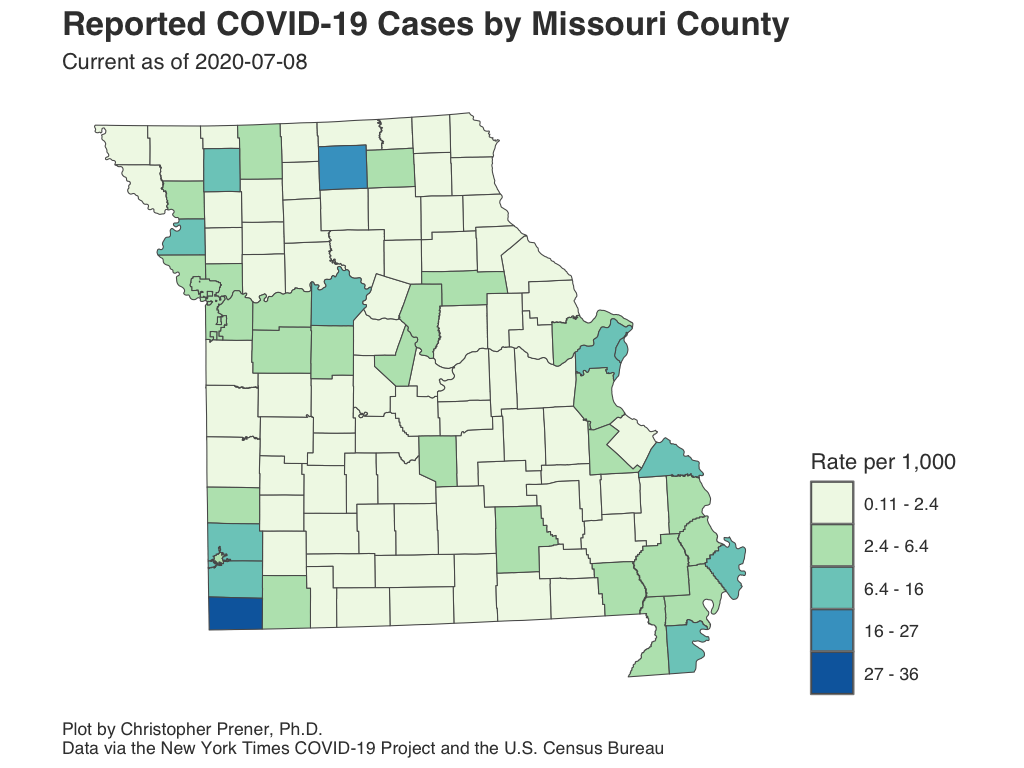 Reported COVID-19 Cases by Missouri County
Current as of 2020-07-08
Rate per 1,000
0.11 - 2.4
2.4 - 6.4
6.4 - 16
16 - 27
27 - 36
Plot by Christopher Prener, Ph.D.
Data via the New York Times COVID-19 Project and the U.S. Census Bureau